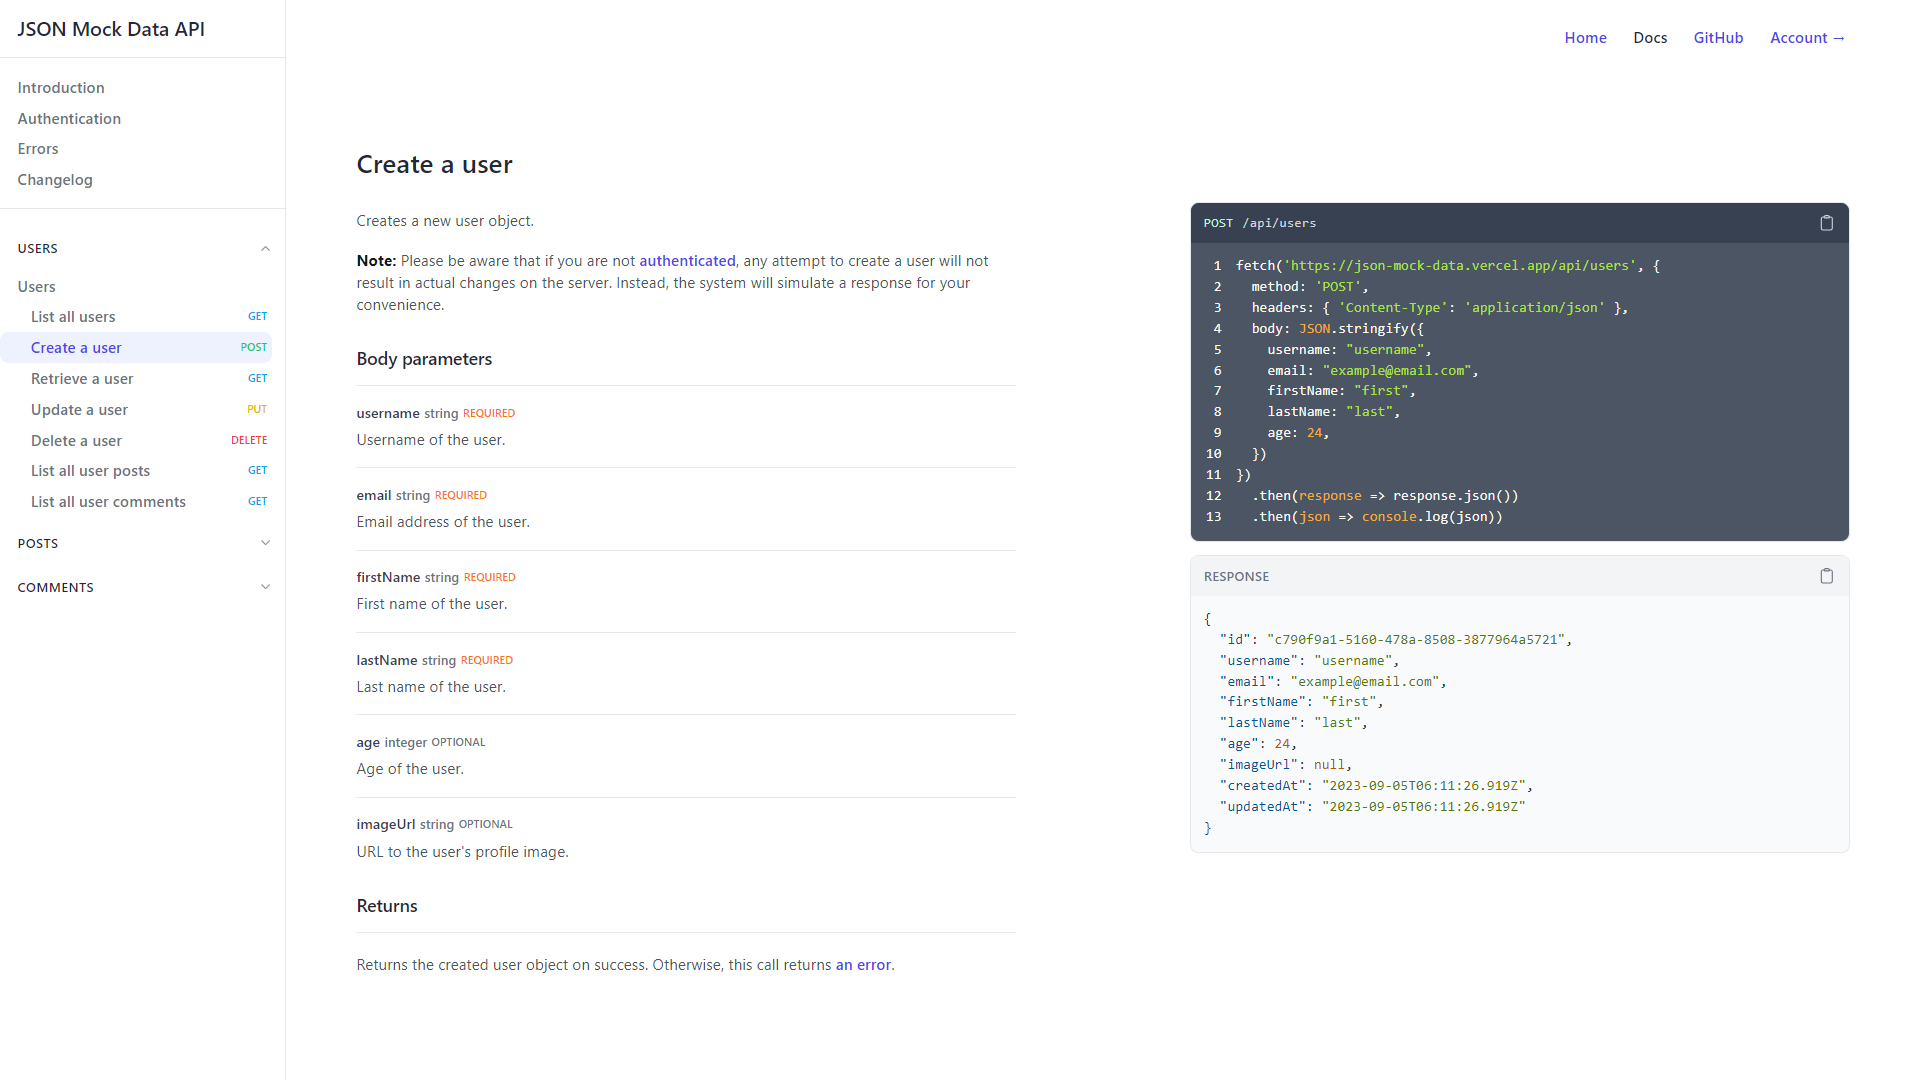 JSON Mock Data API
Home Docs GitHub Account →
Introduction
Authentication
Errors
Changelog
USERS
Users
List all users GET
Create a user POST
Retrieve a user GET
Update a user PUT
Delete a user DELETE
List all user posts GET
List all user comments GET
POSTS
COMMENTS
Create a user
Creates a new user object.
Note: Please be aware that if you are not authenticated, any attempt to create a user will not
result in actual changes on the server. Instead, the system will simulate a response for your
convenience.
Body parameters
username string REQUIRED
Username of the user.
email string REQUIRED
Email address of the user.
firstName string REQUIRED
First name of the user.
lastName string REQUIRED
Last name of the user.
age integer OPTIONAL
Age of the user.
imageUrl string OPTIONAL
URL to the user's profile image.
Returns
Returns the created user object on success. Otherwise, this call returns an error.
POST /api/users
1 fetch('https://json-mock-data.vercel.app/api/users', {
2   method: 'POST',
3   headers: { 'Content-Type': 'application/json' },
4   body: JSON.stringify({
5     username: "username",
6     email: "example@email.com",
7     firstName: "first",
8     lastName: "last",
9     age: 24,
10   })
11 })
12   .then(response => response.json())
13   .then(json => console.log(json))
RESPONSE
{
  "id": "c790f9a1-5160-478a-8508-3877964a5721",
  "username": "username",
  "email": "example@email.com",
  "firstName": "first",
  "lastName": "last",
  "age": 24,
  "imageUrl": null,
  "createdAt": "2023-09-05T06:11:26.919Z",
  "updatedAt": "2023-09-05T06:11:26.919Z"
}